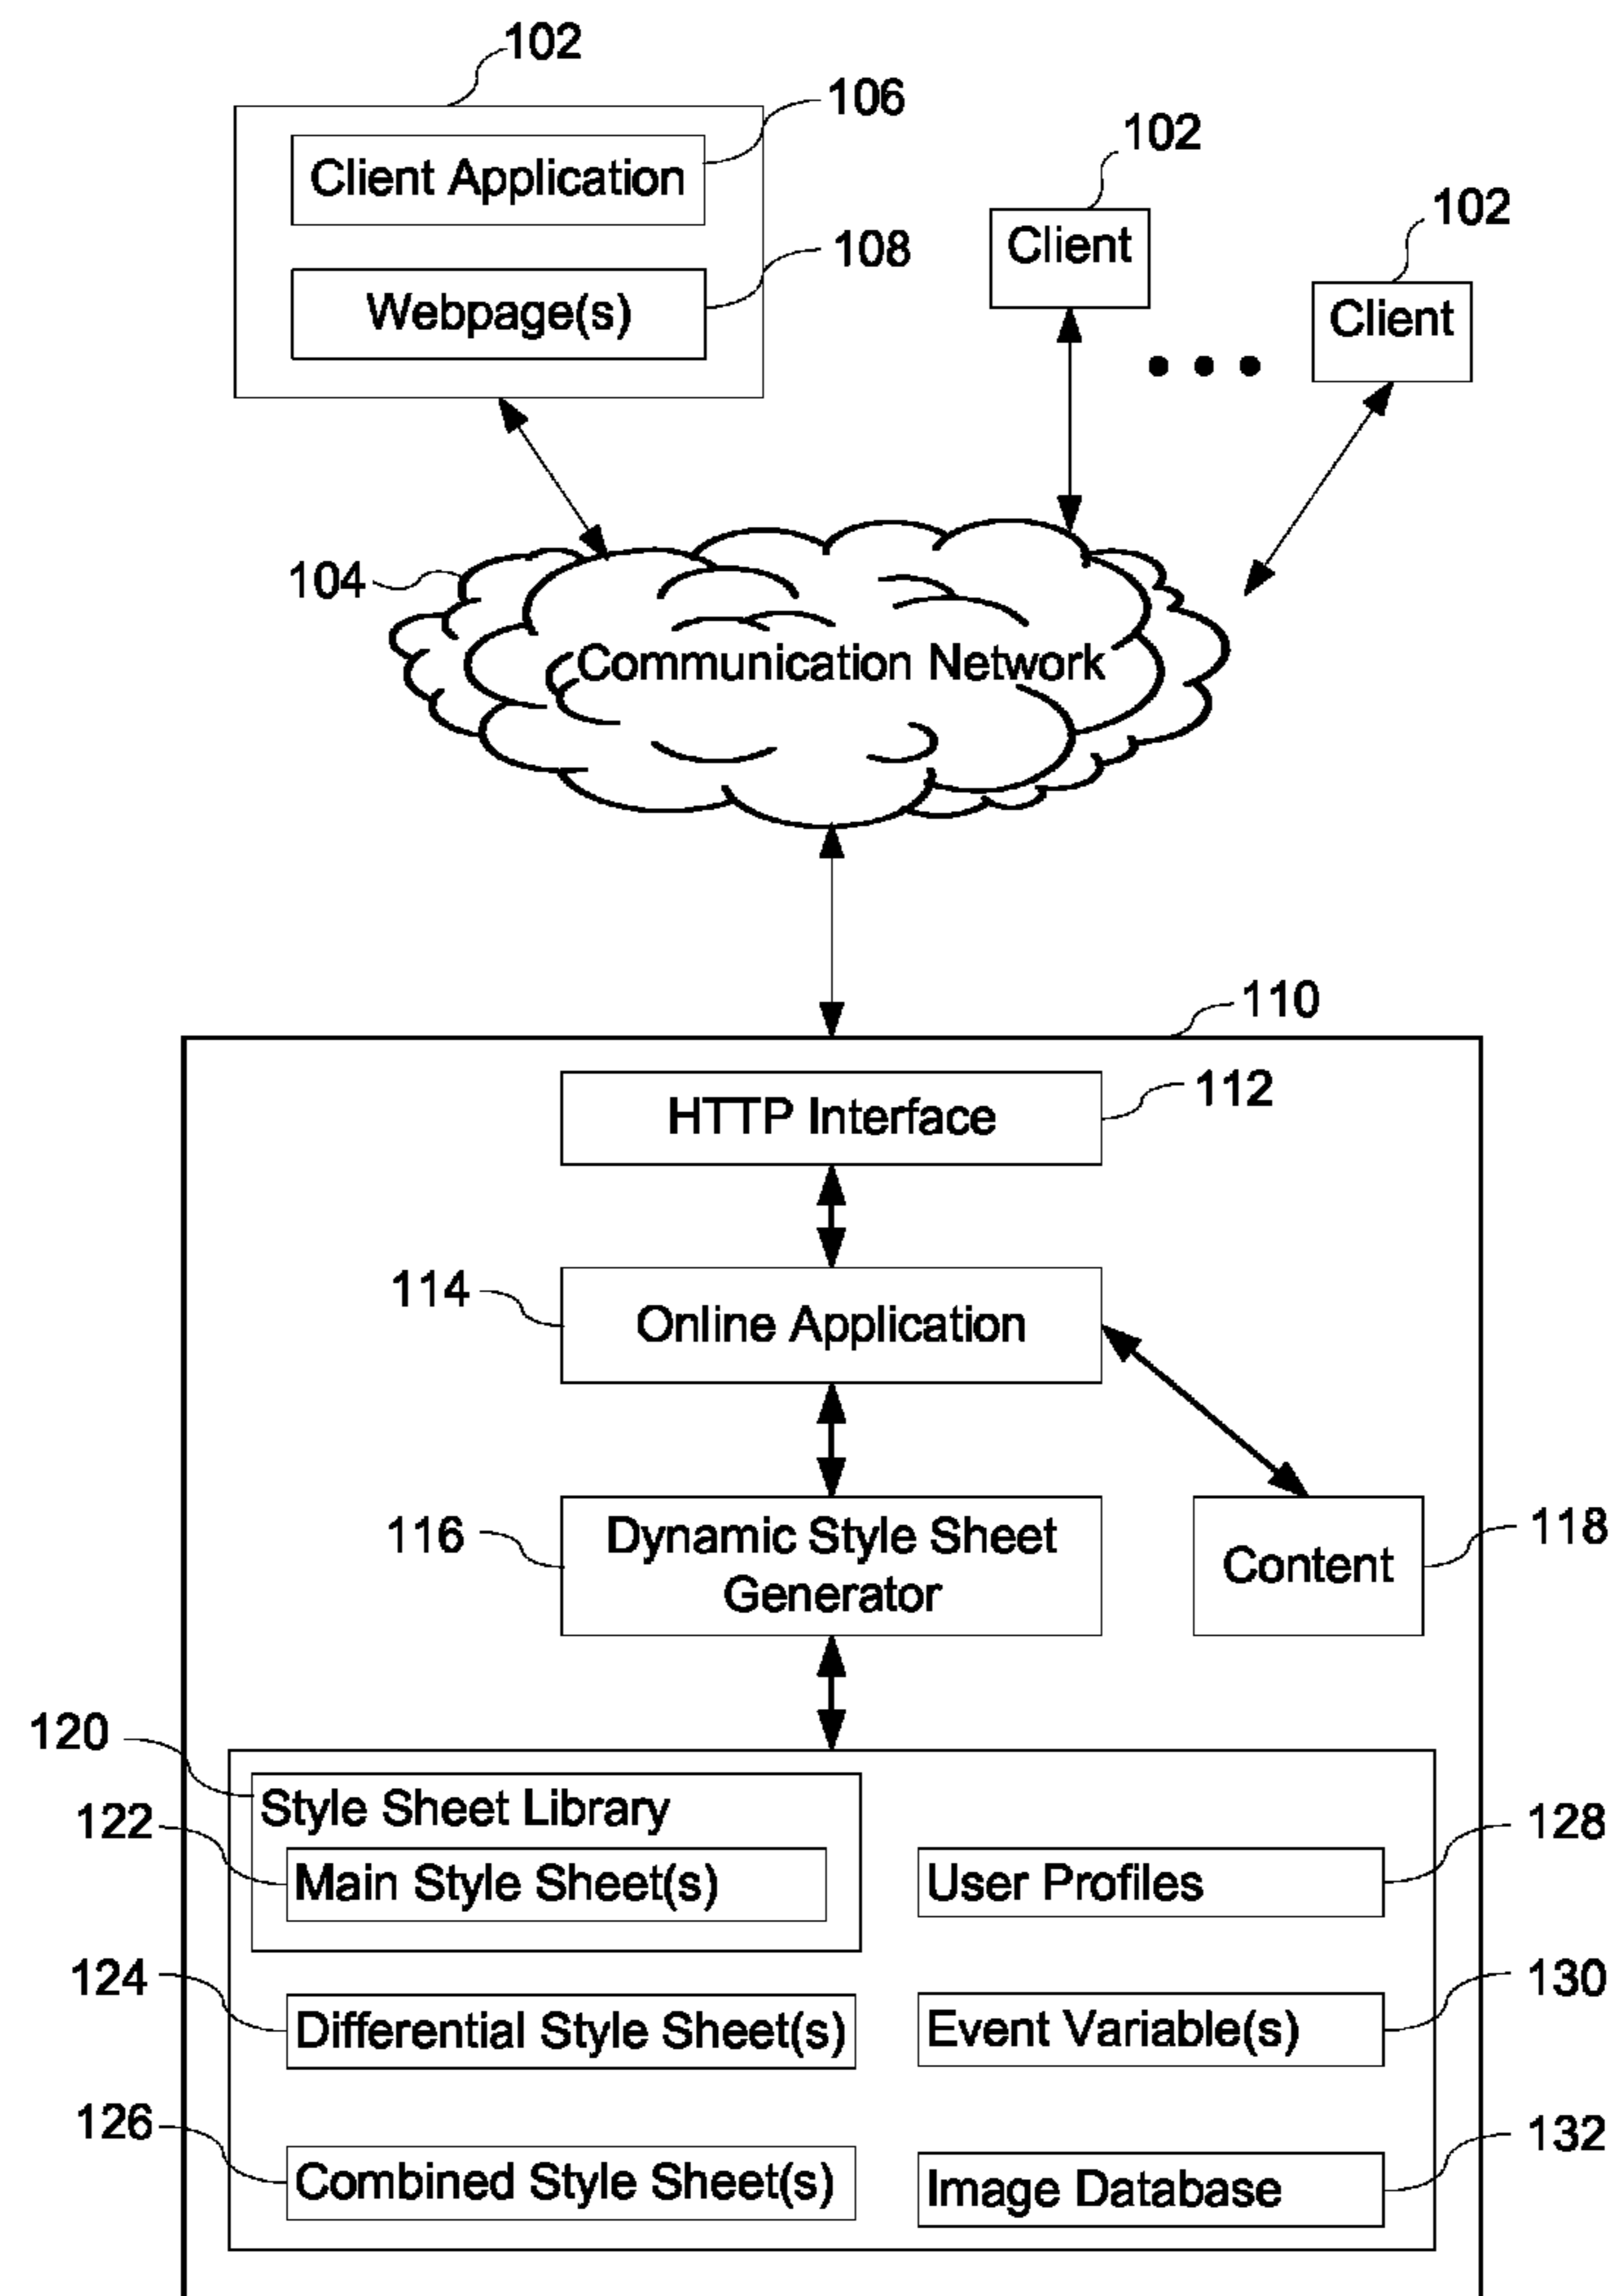 102
106
Client Application
108
Webpage(s)
102
Client
102
Client
104
Communication Network
110
HTTP Interface
112
114
Online Application
116
Dynamic Style Sheet
Generator
Content
118
120
Style Sheet Library
122
Main Style Sheet(s)
User Profiles
128
124
Differential Style Sheet(s)
Event Variable(s)
130
126
Combined Style Sheet(s)
Image Database
132